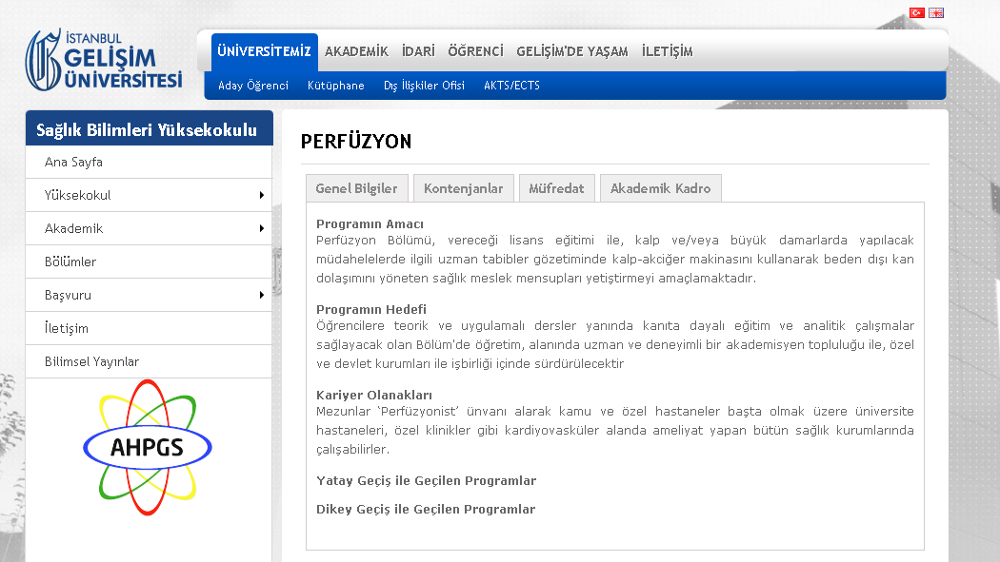 İSTANBUL
GELİŞİM
ÜNİVERSİTESİ
ÜNİVERSİTEMİZ AKADEMİK İDARİ ÖĞRENCİ GELİŞİM'DE YAŞAM İLETİŞİM
Aday Öğrenci Kütüphane Dış İlişkiler Ofisi AKTS/ECTS
Sağlık Bilimleri Yüksekokulu
Ana Sayfa
Yüksekokul
Akademik
Bölümler
Başvuru
İletişim
Bilimsel Yayınlar
AHPGS
PERFÜZYON
Genel Bilgiler Kontenjanlar Müfredat Akademik Kadro
Programın Amacı
Perfüzyon Bölümü, vereceği lisans eğitimi ile, kalp ve/veya büyük damarlarda yapılacak
müdahelelerde ilgili uzman tabibler gözetiminde kalp-akciğer makinasını kullanarak beden dışı kan
dolaşımını yöneten sağlık meslek mensupları yetiştirmeyi amaçlamaktadır.
Programın Hedefi
Öğrencilere teorik ve uygulamalı dersler yanında kanıta dayalı eğitim ve analitik çalışmalar
sağlayacak olan Bölüm'de öğretim, alanında uzman ve deneyimli bir akademisyen topluluğu ile, özel
ve devlet kurumları ile işbirliği içinde sürdürülecektir
Kariyer Olanakları
Mezunlar ‘Perfüzyonist’ ünvanı alarak kamu ve özel hastaneler başta olmak üzere üniversite
hastaneleri, özel klinikler gibi kardiyovasküler alanda ameliyat yapan bütün sağlık kurumlarında
çalışabilirler.
Yatay Geçiş ile Geçilen Programlar
Dikey Geçiş ile Geçilen Programlar